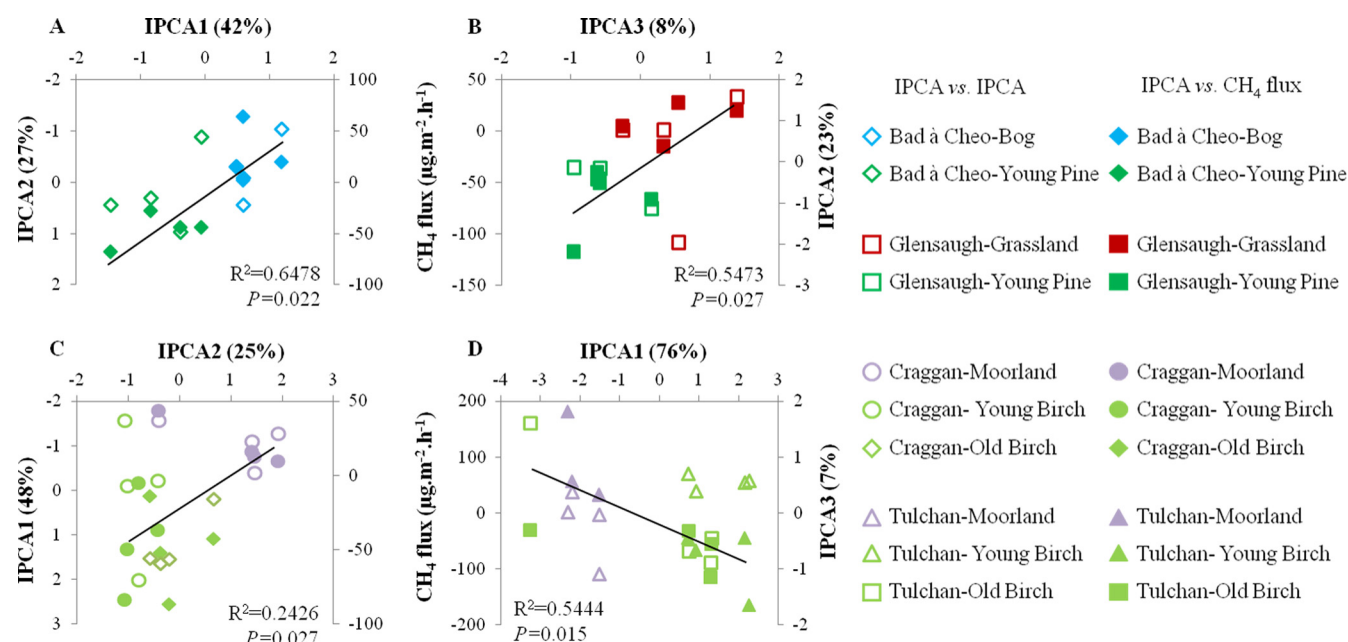 A
IPCA1 (42%)
-2 -1 0 1 2
-2 -1 0 1 2
IPCA2 (27%)
100 50 0 -50 -100
R²=0.6478
P=0.022
B
IPCA3 (8%)
-2 -1 0 1 2
50 0 -50 -100 -150
CH₄ flux (µg.m⁻².h⁻¹)
2 1 0 -1 -2 -3
IPCA2 (23%)
R²=0.5473
P=0.027
C
IPCA2 (25%)
-2 -1 0 1 2 3
-2 -1 0 1 2 3
IPCA1 (48%)
50 0 -50 -100
R²=0.2426
P=0.027
D
IPCA1 (76%)
-4 -3 -2 -1 0 1 2 3
200 100 0 -100 -200
CH₄ flux (µg.m⁻².h⁻¹)
2 1 0 -1 -2
IPCA3 (7%)
R²=0.5444
P=0.015
IPCA vs. IPCA
Bad à Cheo-Bog
Bad à Cheo-Young Pine
Glensaugh-Grassland
Glensaugh-Young Pine
Craggan-Moorland
Craggan- Young Birch
Craggan-Old Birch
Tulchan-Moorland
Tulchan- Young Birch
Tulchan-Old Birch
IPCA vs. CH₄ flux
Bad à Cheo-Bog
Bad à Cheo-Young Pine
Glensaugh-Grassland
Glensaugh-Young Pine
Craggan-Moorland
Craggan- Young Birch
Craggan-Old Birch
Tulchan-Moorland
Tulchan- Young Birch
Tulchan-Old Birch